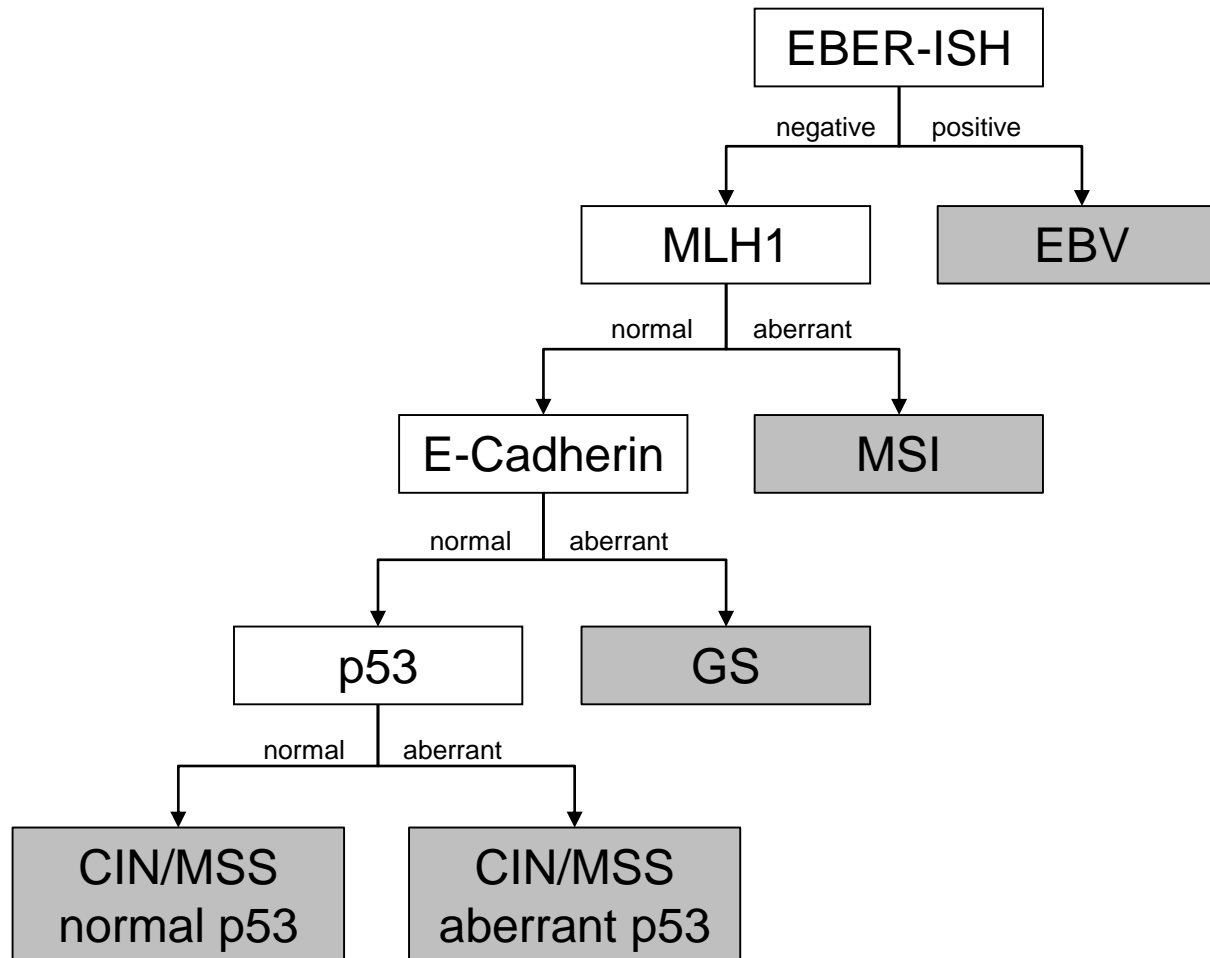 EBER-ISH
negative positive
MLH1
EBV
normal aberrant
E-Cadherin
MSI
normal aberrant
p53
GS
normal aberrant
CIN/MSS
normal p53
CIN/MSS
aberrant p53